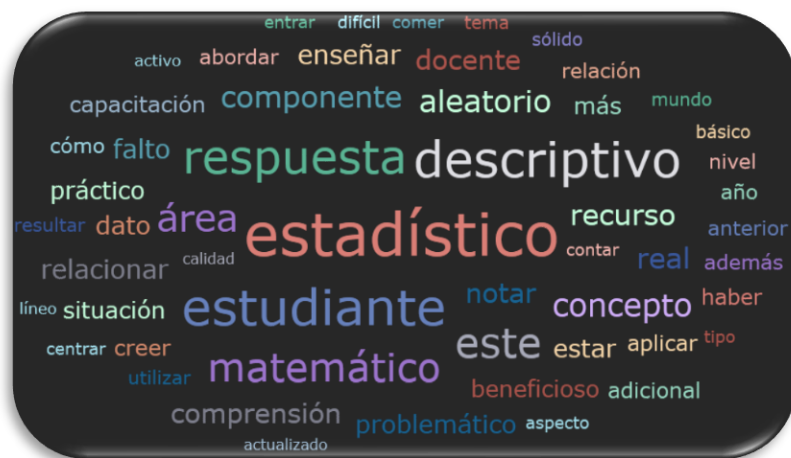 entrar difícil comer tema
activo abordar enseñar docente sólido
relación
capacitación componente aleatorio más mundo
cómo falto respuesta descriptivo básico
nivel
práctico año
resultar dato área estadístico recurso anterior
relacionar calidad contar real además
líneo situación estudiante notar concepto haber
centrar creer este estar aplicar tipo
utilizar matemático beneficioso adicional
comprensión problemático aspecto
actualizado